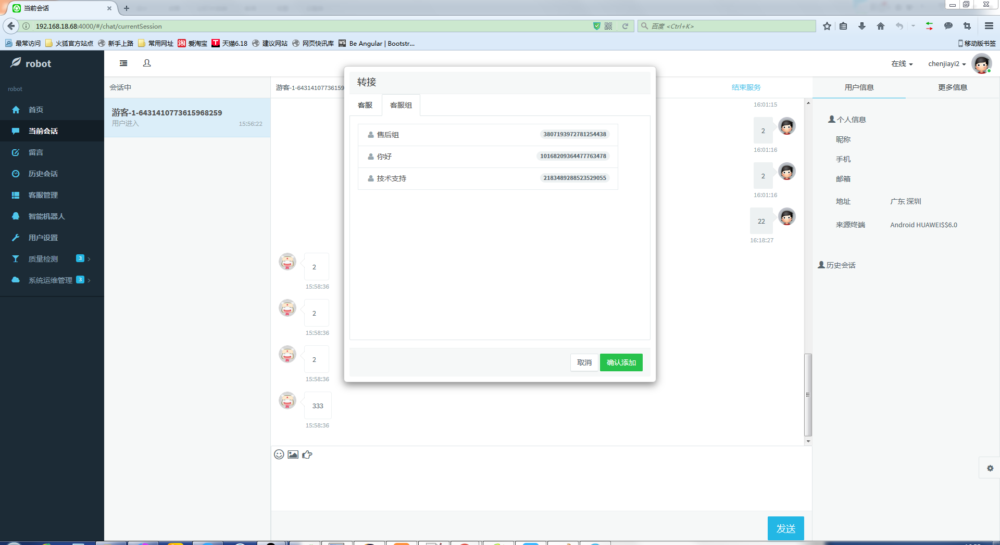 当前会话
192.168.18.68:4000/#/chat/currentSession
百度 <Ctrl+K>
最常访问 火狐官方站点 新手上路 常用网址 爱淘宝 天猫6.18 建议网站 网页快讯库 Be Angular | Bootstr...
移动版书签
robot
在线
chenjiayi2
robot
首页
当前会话
留言
历史会话
客服管理
智能机器人
用户设置
质量检测 3
系统运维管理 3
会话中
游客-1-6431410773615968259
用户进入 15:56:22
游客-1-64314107736159
结束服务
转接
客服 客服组
售后组 3807193972781254438
你好 10168209364477763478
技术支持 2183489288523529055
取消 确认添加
16:01:15
2
16:01:16
2
16:01:16
22
16:18:27
2
15:58:36
2
15:58:36
2
15:58:36
333
15:58:36
发送
用户信息 更多信息
个人信息
昵称
手机
邮箱
地址 广东 深圳
来源终端 Android HUAWEI$$6.0
历史会话